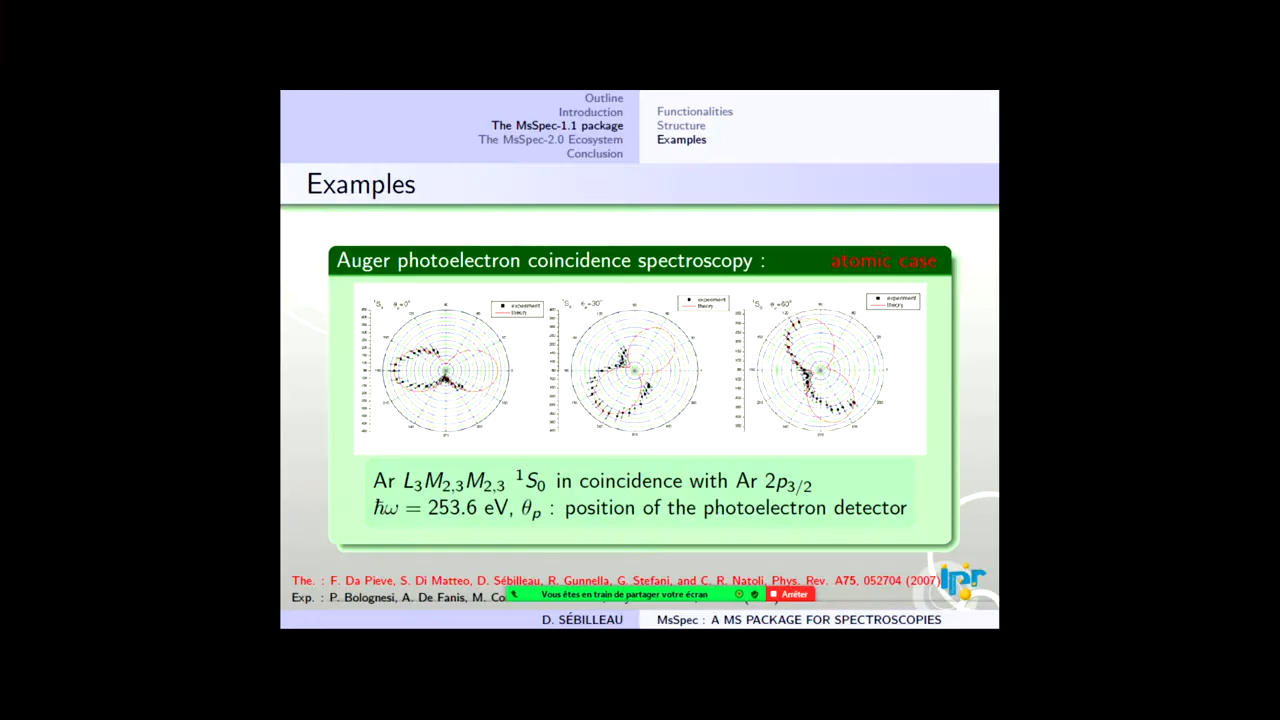 Outline
Introduction
The MsSpec-1.1 package
The MsSpec-2.0 Ecosystem
Conclusion
Functionalities
Structure
Examples
Examples
Auger photoelectron coincidence spectroscopy : atomic case
experiment
theory
experiment
theory
experiment
theory
Ar L₃M₂,₃M₂,₃ ¹S₀ in coincidence with Ar 2p₃/₂
ℏω = 253.6 eV, θₚ : position of the photoelectron detector
The. : F. Da Pieve, S. Di Matteo, D. Sébilleau, R. Gunnella, G. Stefani, and C. R. Natoli, Phys. Rev. A75, 052704 (2007)
Exp. : P. Bolognesi, A. De Fanis, M. Co
Vous êtes en train de partager votre écran
Arrêter
ipr
D. SÉBILLEAU
MsSpec : A MS PACKAGE FOR SPECTROSCOPIES